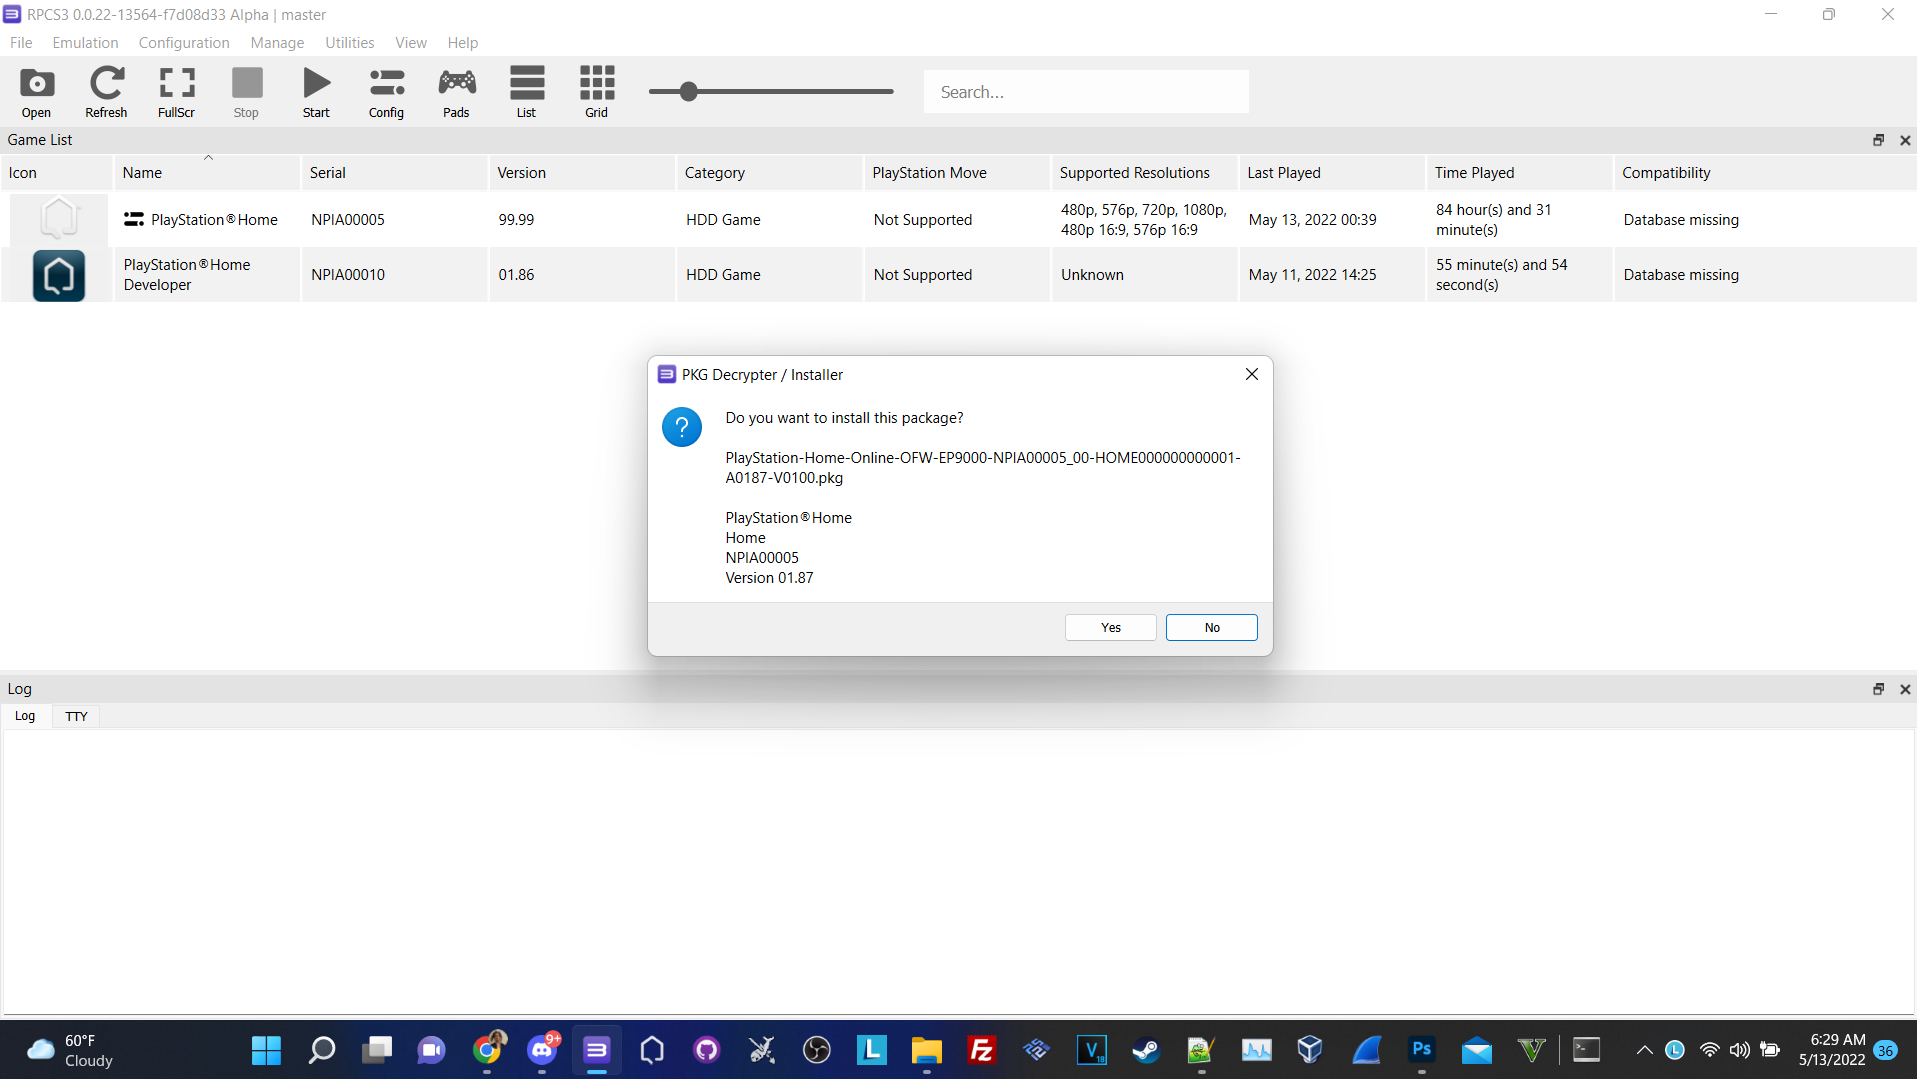 RPCS3 0.0.22-13564-f7d08d33 Alpha | master
File Emulation Configuration Manage Utilities View Help
Open Refresh FullScr Stop Start Config Pads List Grid Search...
Game List
Icon Name Serial Version Category PlayStation Move Supported Resolutions Last Played Time Played Compatibility
PlayStation®Home NPIA00005 99.99 HDD Game Not Supported 480p, 576p, 720p, 1080p, 480p 16:9, 576p 16:9 May 13, 2022 00:39 84 hour(s) and 31 minute(s) Database missing
PlayStation®Home Developer NPIA00010 01.86 HDD Game Not Supported Unknown May 11, 2022 14:25 55 minute(s) and 54 second(s) Database missing
PKG Decrypter / Installer
Do you want to install this package?
PlayStation-Home-Online-OFW-EP9000-NPIA00005_00-HOME000000000001-
A0187-V0100.pkg
PlayStation®Home
Home
NPIA00005
Version 01.87
Yes No
Log
Log TTY
60°F
Cloudy
9+
L
Fz
V
18
Ps
L
6:29 AM
5/13/2022
36